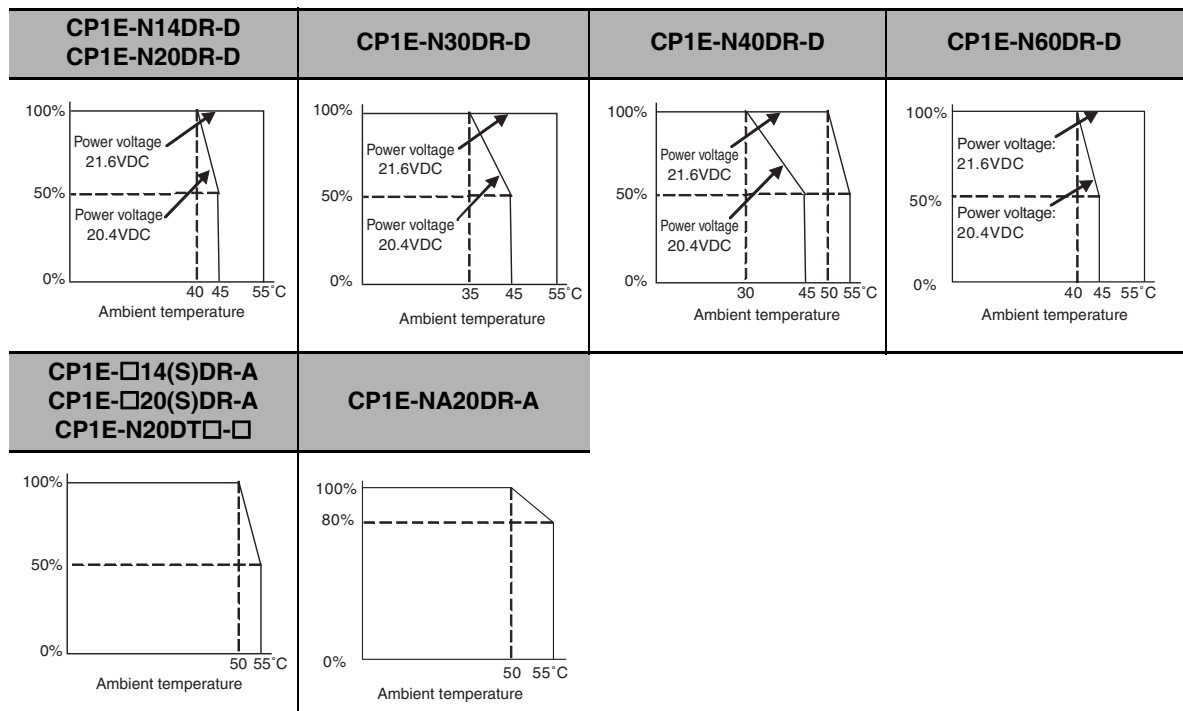 CP1E-N14DR-D
CP1E-N20DR-D
CP1E-N30DR-D
CP1E-N40DR-D
CP1E-N60DR-D
100%
Power voltage
21.6VDC
50%
Power voltage
20.4VDC
0%
40 45 55˚C
Ambient temperature
100%
Power voltage
21.6VDC
50%
Power voltage
20.4VDC
0%
35 45 55˚C
Ambient temperature
100%
Power voltage
21.6VDC
50%
Power voltage
20.4VDC
0%
30 45 50 55˚C
Ambient temperature
100%
Power voltage:
21.6VDC
50%
Power voltage:
20.4VDC
0%
40 45 55˚C
Ambient temperature
CP1E-□14(S)DR-A
CP1E-□20(S)DR-A
CP1E-N20DT□-□
CP1E-NA20DR-A
100%
50%
0%
50 55˚C
Ambient temperature
100%
80%
0%
50 55˚C
Ambient temperature